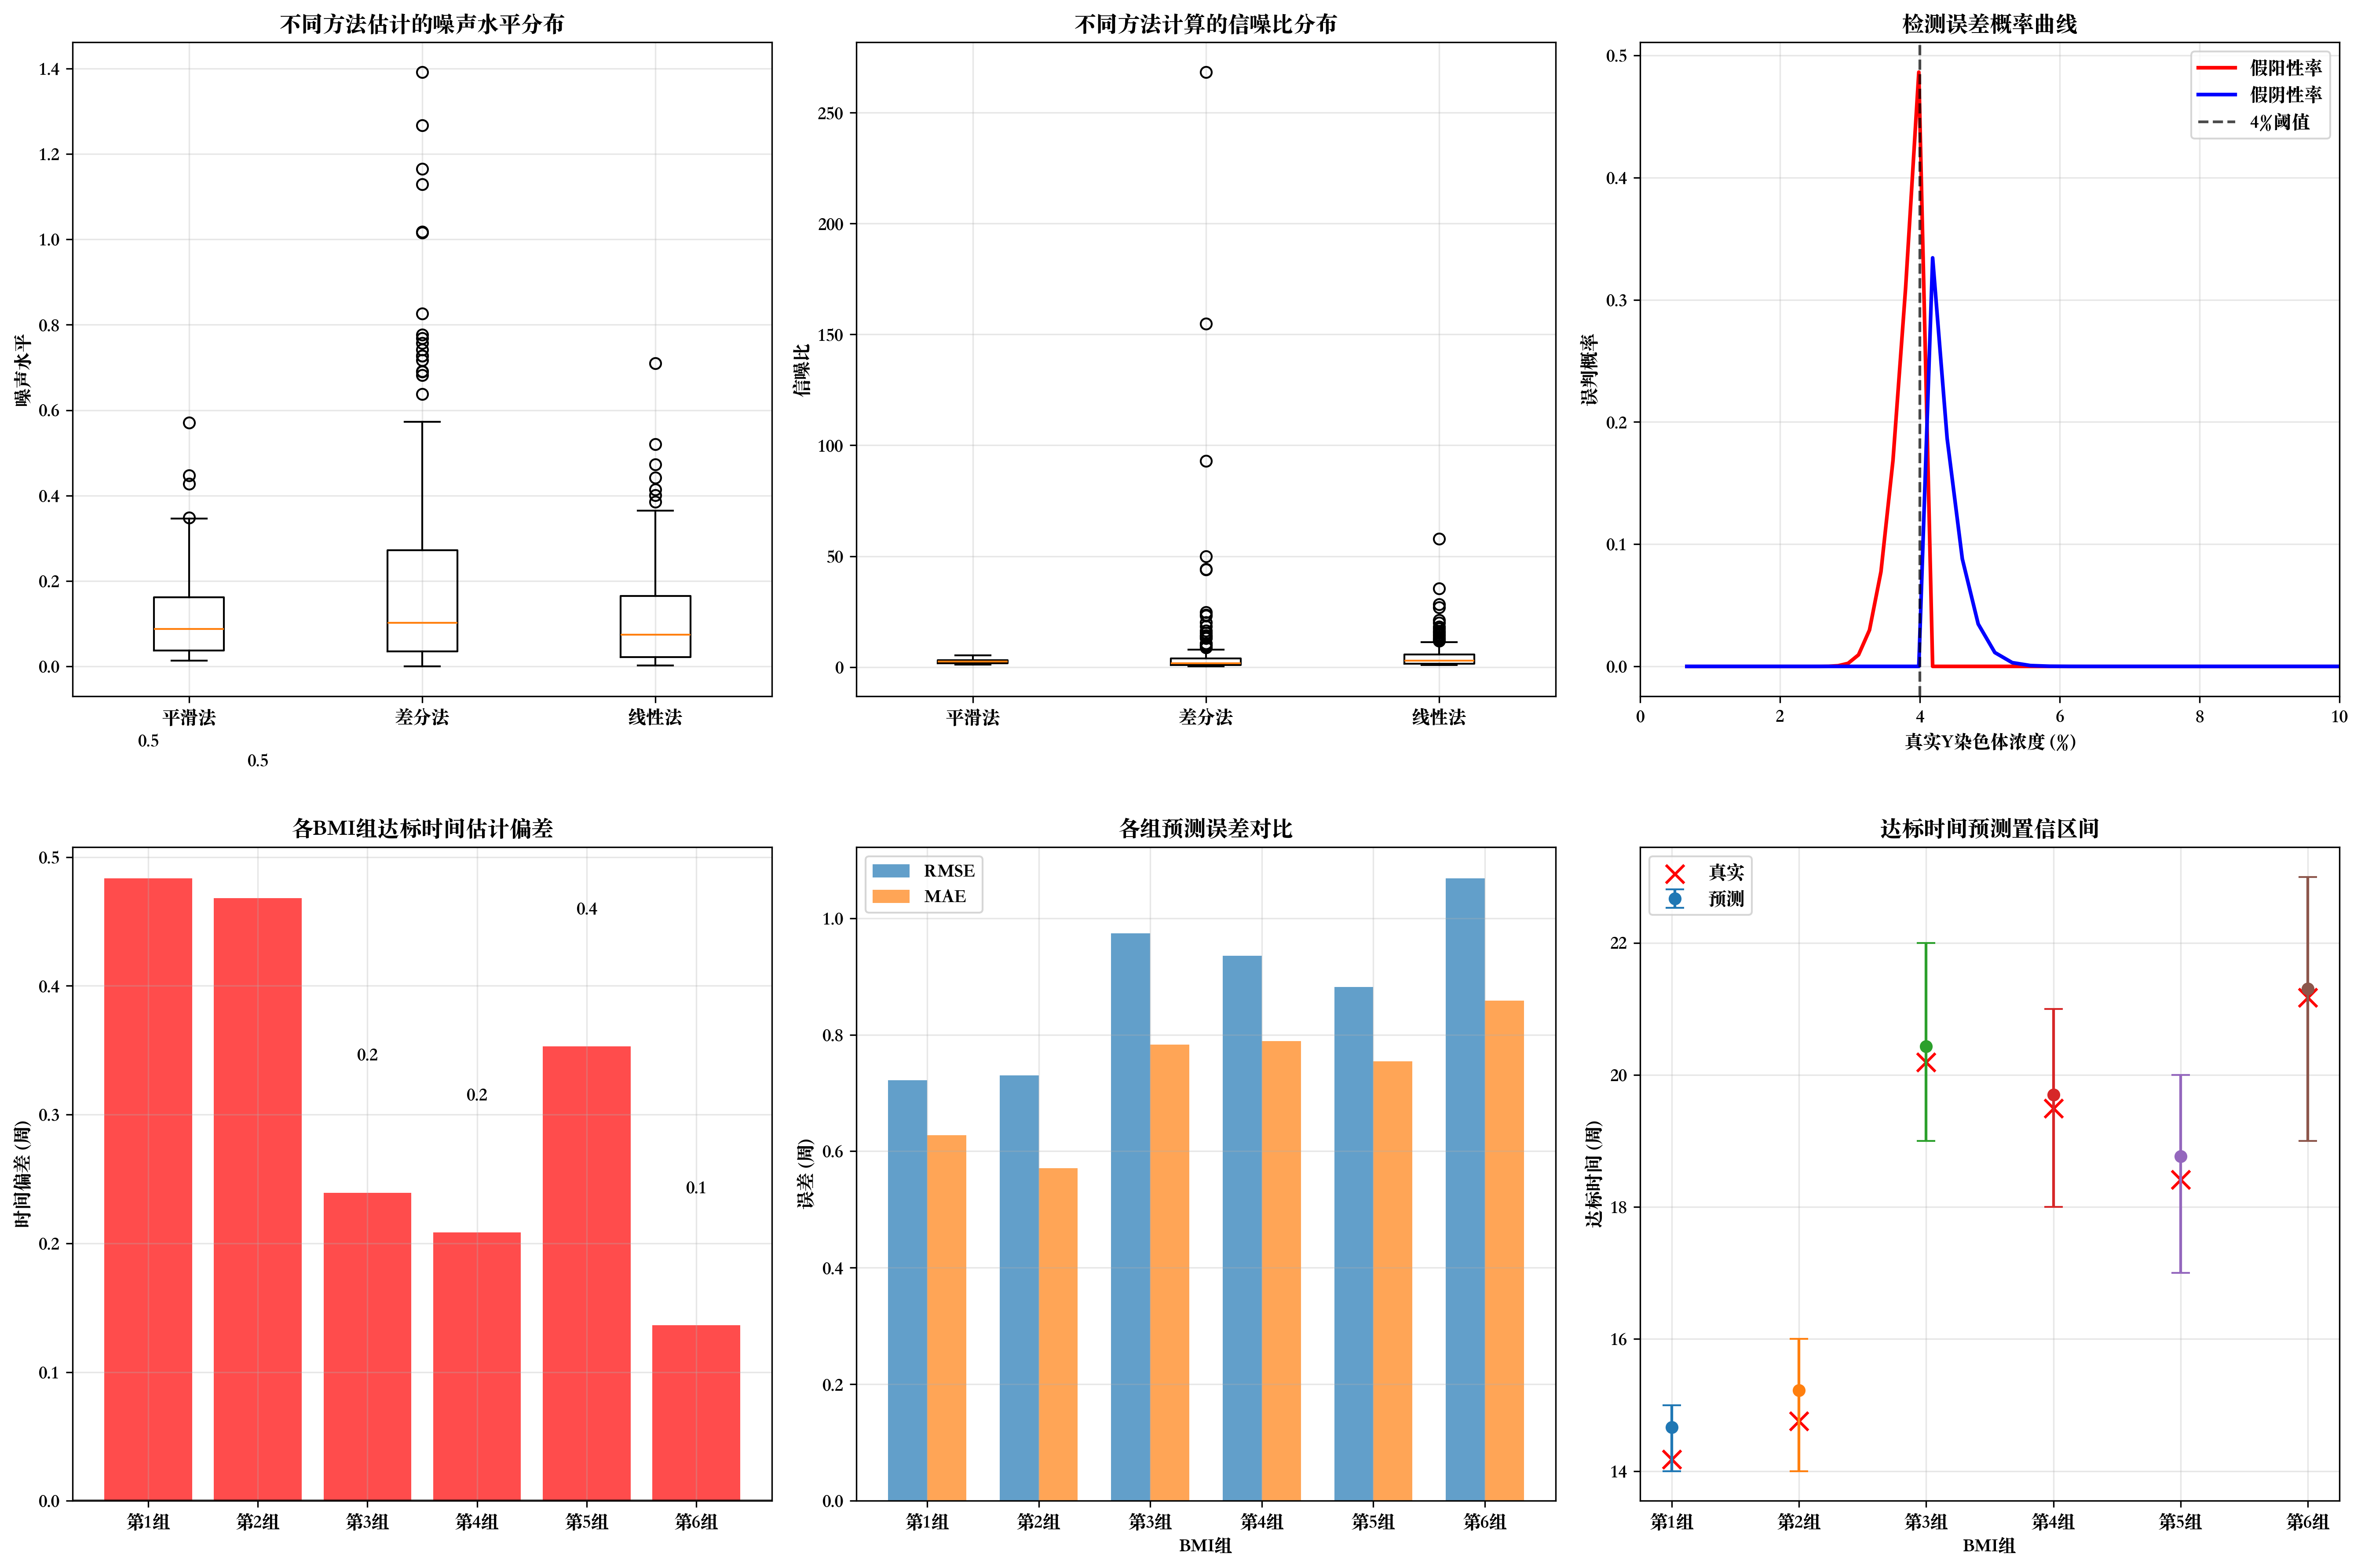 不同方法估计的噪声水平分布
噪声水平
1.4
1.2
1.0
0.8
0.6
0.4
0.2
0.0
平滑法 差分法 线性法
不同方法计算的信噪比分布
信噪比
250
200
150
100
50
0
平滑法 差分法 线性法
检测误差概率曲线
假阳性率
假阴性率
4%阈值
误判概率
0.5
0.4
0.3
0.2
0.1
0.0
0 2 4 6 8 10
真实Y染色体浓度 (%)
0.5
0.5
各BMI组达标时间估计偏差
时间偏差 (周)
0.5
0.4
0.3
0.2
0.1
0.0
0.4
0.2
0.2
0.1
第1组 第2组 第3组 第4组 第5组 第6组
各组预测误差对比
RMSE
MAE
误差 (周)
1.0
0.8
0.6
0.4
0.2
0.0
第1组 第2组 第3组 第4组 第5组 第6组
BMI组
达标时间预测置信区间
真实
预测
达标时间 (周)
22
20
18
16
14
第1组 第2组 第3组 第4组 第5组 第6组
BMI组